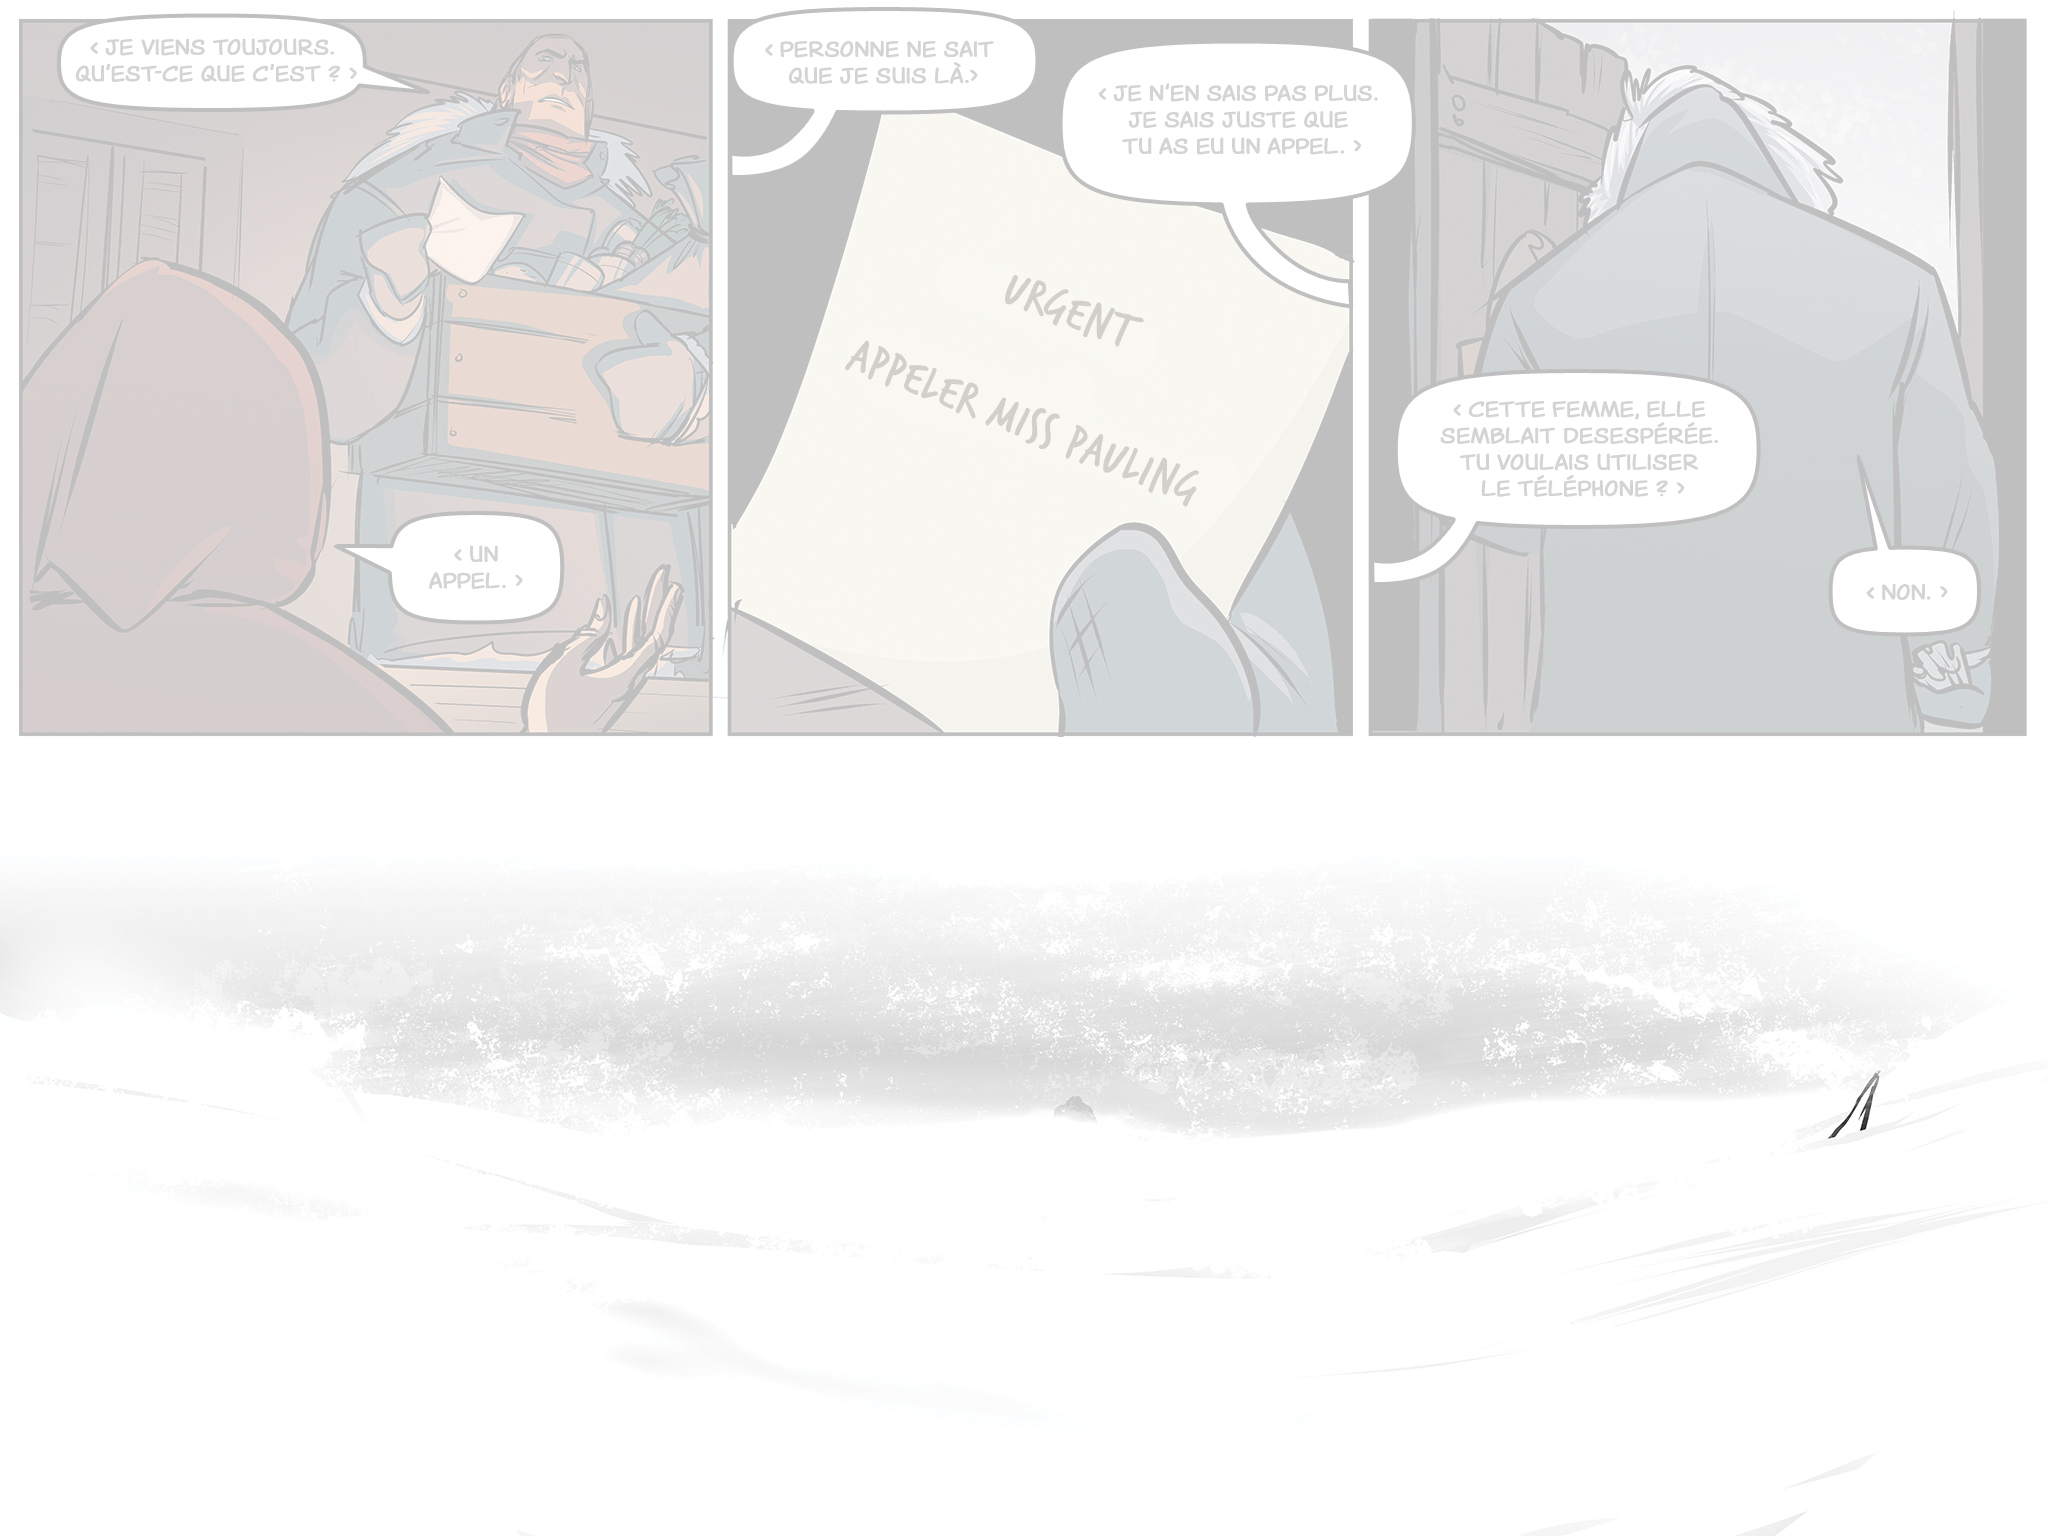 < JE VIENS TOUJOURS.
QU'EST-CE QUE C'EST ? >
< UN
APPEL. >
< PERSONNE NE SAIT
QUE JE SUIS LÀ.>
< JE N'EN SAIS PAS PLUS.
JE SAIS JUSTE QUE
TU AS EU UN APPEL. >
URGENT
APPELER MISS PAULING
< CETTE FEMME, ELLE
SEMBLAIT DESESPÉRÉE.
TU VOULAIS UTILISER
LE TÉLÉPHONE ? >
< NON. >